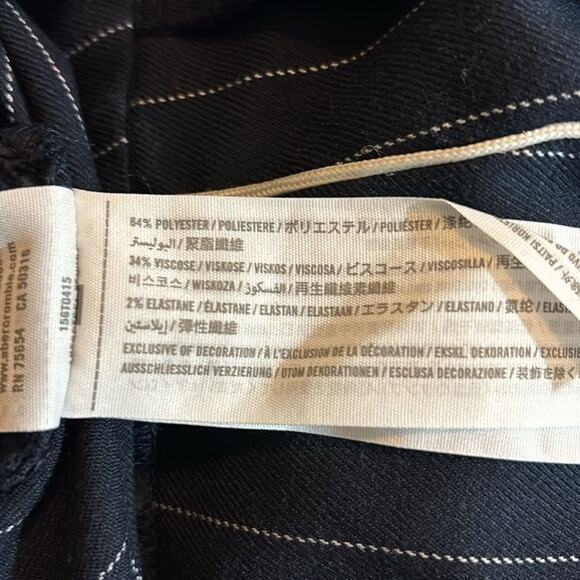 64% POLYESTER / POLIESTERE / ポリエステル / POLIÉSTER / 涤纶
البوليستر / 聚脂纖維
34% VISCOSE / VISKOSE / VISKOS / VISCOSA / ビスコース / VISCOSILLA / 再生
비스코스 / WISKOZA / الفسكوز / 再生纖維素纖維
2% ELASTANE / ÉLASTANE / ELASTAN / ELASTAAN / エラスタン / ELASTANO / 氨纶 /
إيلاستين / 彈性纖維
EXCLUSIVE OF DECORATION / À L'EXCLUSION DE LA DÉCORATION / EKSKL. DEKORATION /
AUSSCHLIESSLICH VERZIERUNG / UTOM DEKORATIONEN / ESCLUSA DECORAZIONE / 装飾を除く
www.abercrombie.com
RN 75654 CA 50316
156T0415